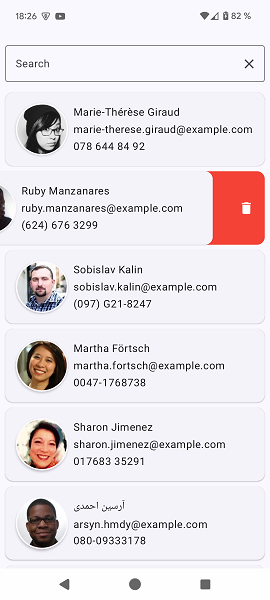 18:26
82 %
Search
Marie-Thérèse Giraud
marie-therese.giraud@example.com
078 644 84 92
Ruby Manzanares
ruby.manzanares@example.com
(624) 676 3299
Sobislav Kalin
sobislav.kalin@example.com
(097) G21-8247
Martha Förtsch
martha.fortsch@example.com
0047-1768738
Sharon Jimenez
sharon.jimenez@example.com
017683 35291
آرسین احمدی
arsyn.hmdy@example.com
080-09333178